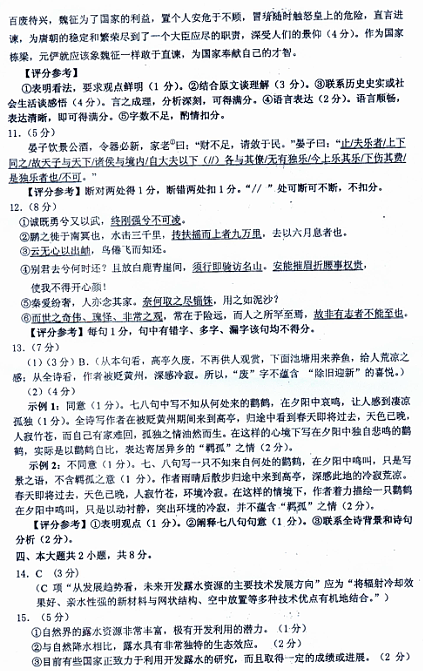 百废待兴，魏征为了国家的利益，置个人安危于不顾，冒着随时触怒皇上的危险，直言进
谏，为唐朝的稳定和繁荣尽到了一个大臣应尽的职责，深受人们的景仰（4分）。作为国家
栋梁，元伊就应该象魏征一样敢于直谏，为国家奉献自己的才智。
【评分参考】
①表明看法，要求观点鲜明（1分）。②结合原文谈理解（3分）。③联系历史史实或社
会生活谈感悟（4分）。言之成理，分析深刻，可得满分。④语言表达（2分）。语言顺畅，
表达清晰，即可得满分。⑤字数不足，酌情扣分。
11．（5分）
晏子饮景公酒，令器必新，家老①曰：“财不足，请敛于民。”晏子曰：“止/夫乐者/上下
同之/故天子与天下/诸侯与境内/自大夫以下（//）各与其僚/无有独乐/今上乐其乐/下伤其费/
是独乐者也/不可。”
【评分参考】断对两处得1分，断错两处扣1分。“//”处可断可不断，不扣分。
12．（8分）
①诚既勇兮又以武，终刚强兮不可凌。
②鹏之徙于南冥也，水击三千里，抟扶摇而上者九万里，去以六月息者也。
③云无心以出岫，鸟倦飞而知还。
④别君去兮何时还？且放白鹿青崖间，须行即骑访名山。安能摧眉折腰事权贵，
使我不得开心颜！
⑤秦爱纷奢，人亦念其家。奈何取之尽锱铢，用之如泥沙？
⑥而世之奇伟、瑰怪、非常之观，常在于险远，而人之所罕至焉，故非有志者不能至也。
【评分参考】每句1分，句中有错字、多字、漏字该句均不得分。
13．（7分）
（1）（3分）B．（从本句看，高亭久废，不再供人观赏，下面池塘用来养鱼，给人荒凉之
感；从全诗看，作者被贬黄州，深感冷寂。所以，“废”字不蕴含 “除旧迎新”的喜悦。）
（2）（4分）
示例1：同意（1分）。七八句中写不知从何处来的鹳鹤，在夕阳中哀鸣，让人感到凄凉
孤独（1分）。全诗写作者在被贬黄州期间来到高亭，归途中看到春天即将过去，天色已晚，
人寂竹苍，而自己有家难回，孤独之情油然而生。在这样的心境下写在夕阳中独自悲鸣的鹳
鹤，实际是以鹳鹤自比，表达寄居异乡的“羁孤”之情（2分）。
示例2：不同意（1分）。七、八句写一只不知来自何处的鹳鹤，在夕阳中鸣叫，只是写
景之语，不含羁孤之意（1分）。作者雨晴后散步归途中来到高亭，深感此地的冷寂荒凉。
春天即将过去，天色已晚，人寂竹苍，环境冷寂。在这样的情境下，作者着力描绘一只鹳鹤
在夕阳中鸣叫，只是以动衬静，突出环境的冷寂，并不蕴含“羁孤”之情（2分）。
【评分参考】①表明观点（1分）。②阐释七八句句意（1分）。③联系全诗背景和诗句
分析（2分）。
四、本大题共2小题，共8分。
14．C （3分）
（C 项“从发展趋势看，未来开发露水资源的主要技术发展方向”应为“将辐射冷却效
果好、亲水性强的新材料与网状结构、空中放置等多种技术优点有机地结合。”）
15．（5分）
①自然界的露水资源非常丰富，极有开发利用的潜力。（1分）
②与自然降水相比，露水具有非常独特的生态效应。（2分）
③目前有些国家正致力于利用开发露水的研究，而且取得一定的成绩或进展。（2分）